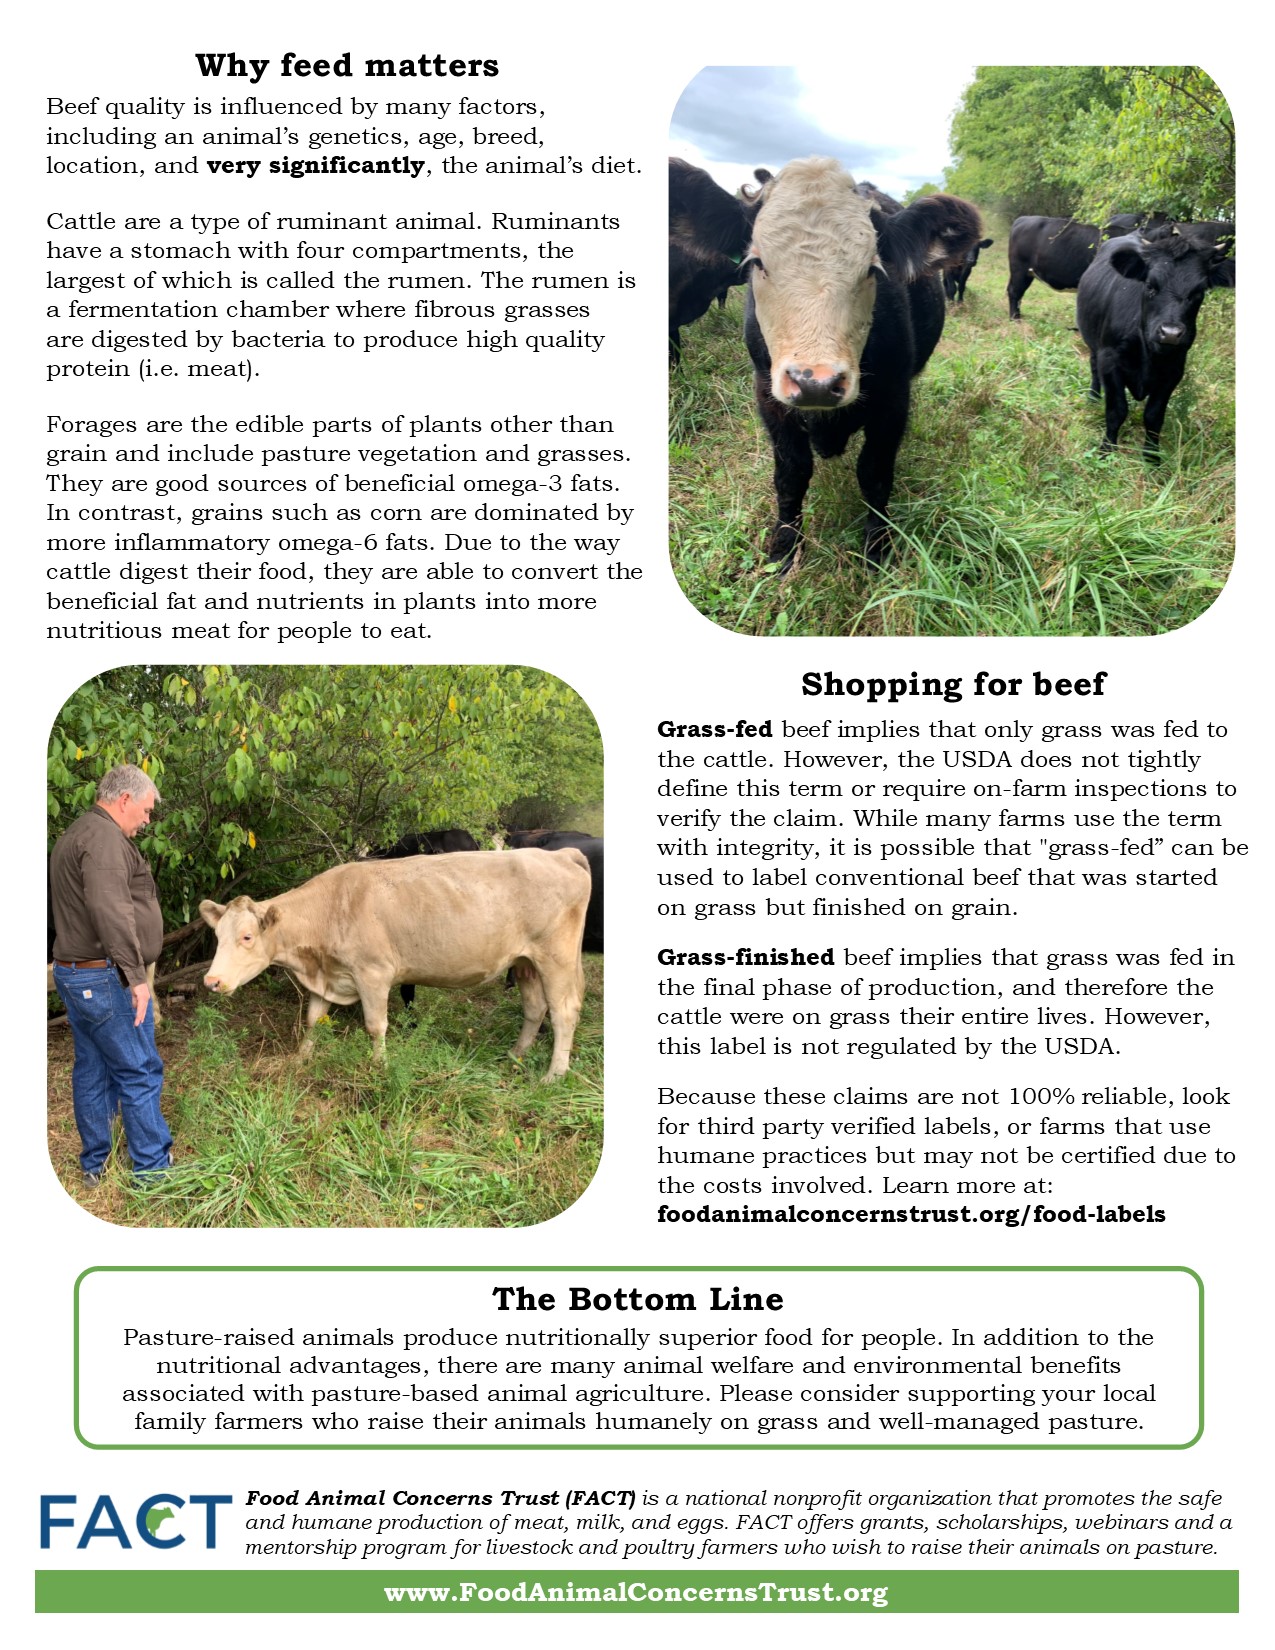 Why feed matters
Beef quality is influenced by many factors,
including an animal’s genetics, age, breed,
location, and very significantly, the animal’s diet.
Cattle are a type of ruminant animal. Ruminants
have a stomach with four compartments, the
largest of which is called the rumen. The rumen is
a fermentation chamber where fibrous grasses
are digested by bacteria to produce high quality
protein (i.e. meat).
Forages are the edible parts of plants other than
grain and include pasture vegetation and grasses.
They are good sources of beneficial omega-3 fats.
In contrast, grains such as corn are dominated by
more inflammatory omega-6 fats. Due to the way
cattle digest their food, they are able to convert the
beneficial fat and nutrients in plants into more
nutritious meat for people to eat.
Shopping for beef
Grass-fed beef implies that only grass was fed to
the cattle. However, the USDA does not tightly
define this term or require on-farm inspections to
verify the claim. While many farms use the term
with integrity, it is possible that "grass-fed” can be
used to label conventional beef that was started
on grass but finished on grain.
Grass-finished beef implies that grass was fed in
the final phase of production, and therefore the
cattle were on grass their entire lives. However,
this label is not regulated by the USDA.
Because these claims are not 100% reliable, look
for third party verified labels, or farms that use
humane practices but may not be certified due to
the costs involved. Learn more at:
foodanimalconcernstrust.org/food-labels
The Bottom Line
Pasture-raised animals produce nutritionally superior food for people. In addition to the
nutritional advantages, there are many animal welfare and environmental benefits
associated with pasture-based animal agriculture. Please consider supporting your local
family farmers who raise their animals humanely on grass and well-managed pasture.
FACT
Food Animal Concerns Trust (FACT) is a national nonprofit organization that promotes the safe
and humane production of meat, milk, and eggs. FACT offers grants, scholarships, webinars and a
mentorship program for livestock and poultry farmers who wish to raise their animals on pasture.
www.FoodAnimalConcernsTrust.org